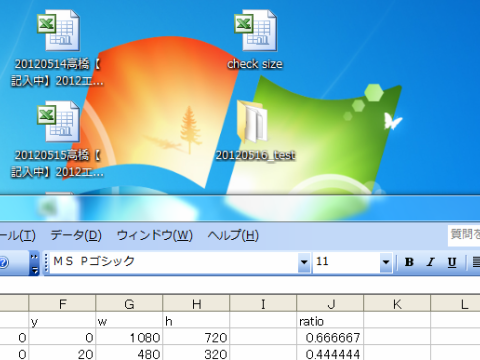 20120514高橋【
記入中】2012エ...
check size
20120515高橋【
記入中】2012エ...
20120516_test
ール(T) データ(D) ウィンドウ(W) ヘルプ(H) 質問を
MS Pゴシック 11 B I U
F G H I J K L
y w h ratio
0 0 1080 720 0.666667
0 20 480 320 0.444444